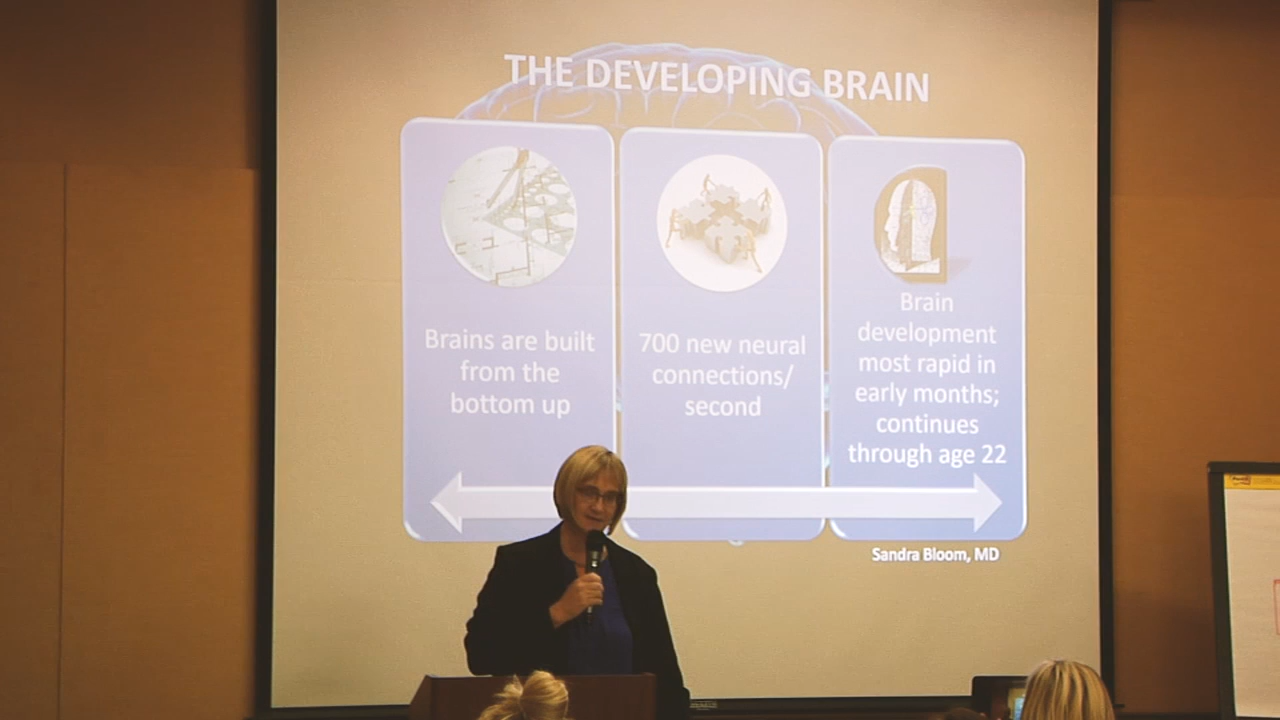 THE DEVELOPING BRAIN
Brains are built
from the
bottom up
700 new neural
connections/
second
Brain
development
most rapid in
early months;
continues
through age 22
Sandra Bloom, MD